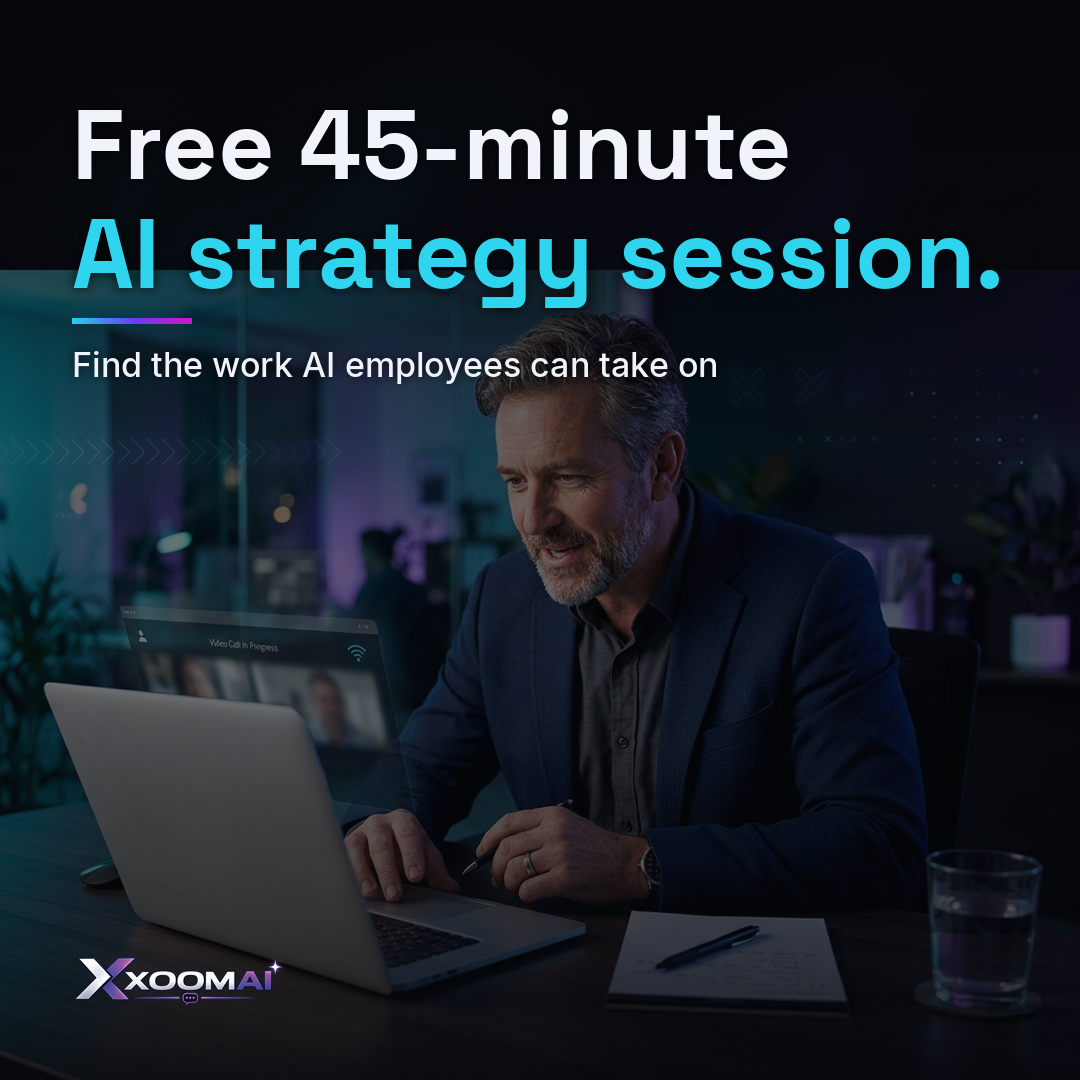 Free 45-minute
AI strategy session.
Find the work AI employees can take on
Video Call in Progress
XOOMAI